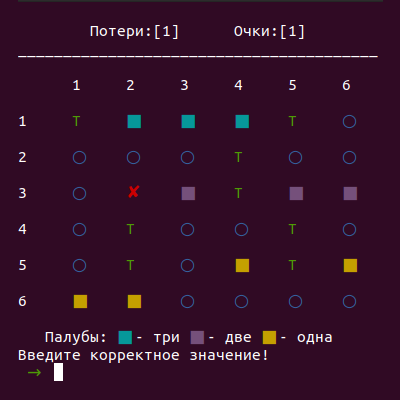 Потери:[1] Очки:[1]
1 2 3 4 5 6
1 T ■ ■ ■ T ○
2 ○ ○ ○ T ○ ○
3 ○ ✘ ■ T ■ ■
4 ○ T ○ ○ T ○
5 ○ T ○ ■ T ■
6 ■ ■ ○ ○ ○ ○
Палубы: ■- три ■- две ■- одна
Введите корректное значение!
→